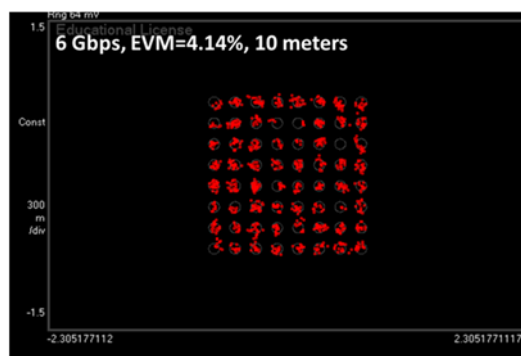 Rng 64 mV
1.5
Educational License
6 Gbps, EVM=4.14%, 10 meters
Const
300
m
/div
-1.5
-2.305177112
2.3051771117